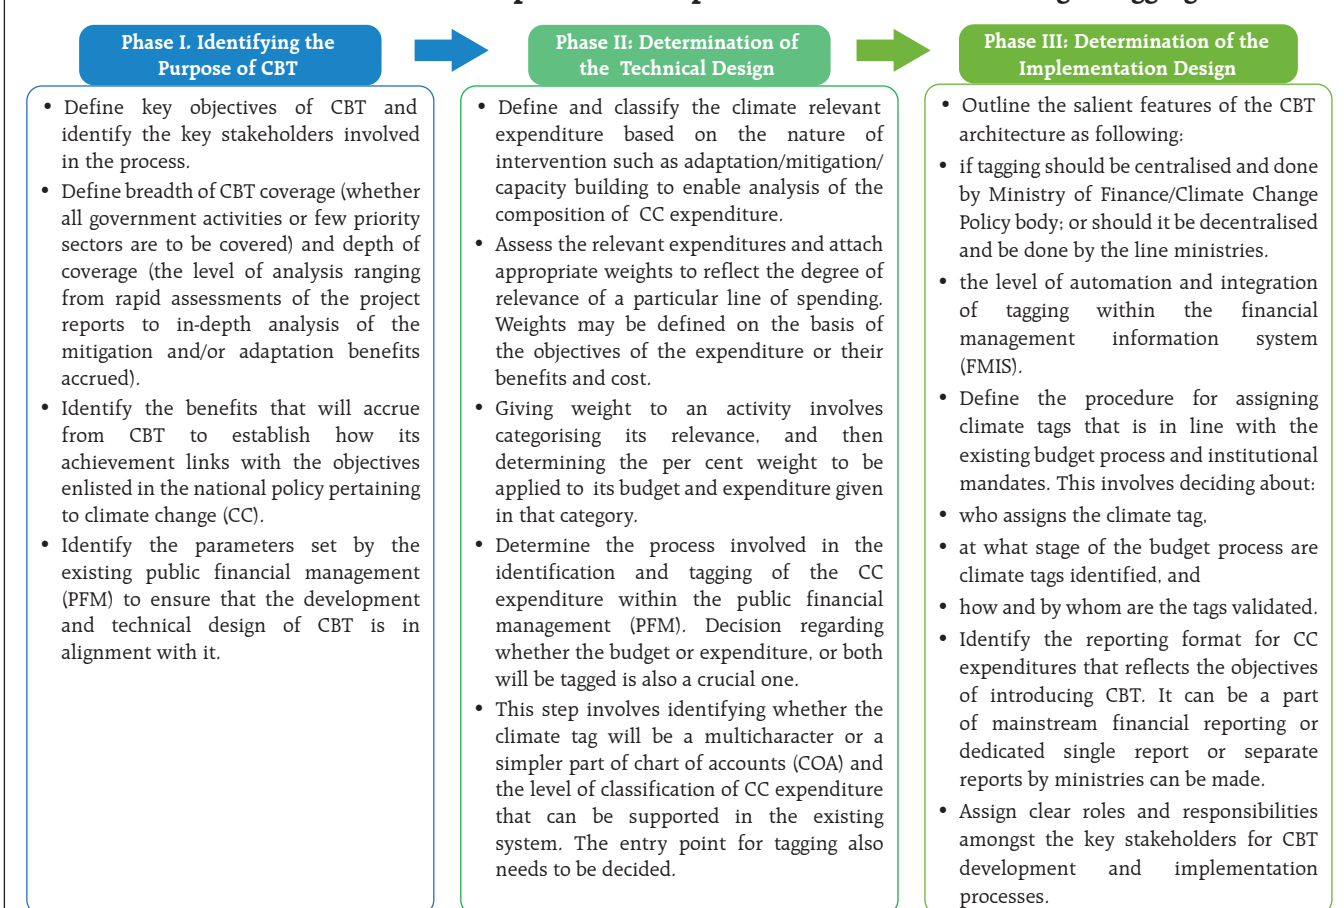 Phase I. Identifying the
Purpose of CBT
• Define key objectives of CBT and
identify the key stakeholders involved
in the process.
• Define breadth of CBT coverage (whether
all government activities or few priority
sectors are to be covered) and depth of
coverage (the level of analysis ranging
from rapid assessments of the project
reports to in-depth analysis of the
mitigation and/or adaptation benefits
accrued).
• Identify the benefits that will accrue
from CBT to establish how its
achievement links with the objectives
enlisted in the national policy pertaining
to climate change (CC).
• Identify the parameters set by the
existing public financial management
(PFM) to ensure that the development
and technical design of CBT is in
alignment with it.
Phase II: Determination of
the Technical Design
• Define and classify the climate relevant
expenditure based on the nature of
intervention such as adaptation/mitigation/
capacity building to enable analysis of the
composition of CC expenditure.
• Assess the relevant expenditures and attach
appropriate weights to reflect the degree of
relevance of a particular line of spending.
Weights may be defined on the basis of
the objectives of the expenditure or their
benefits and cost.
• Giving weight to an activity involves
categorising its relevance, and then
determining the per cent weight to be
applied to its budget and expenditure given
in that category.
• Determine the process involved in the
identification and tagging of the CC
expenditure within the public financial
management (PFM). Decision regarding
whether the budget or expenditure, or both
will be tagged is also a crucial one.
• This step involves identifying whether the
climate tag will be a multicharacter or a
simpler part of chart of accounts (COA) and
the level of classification of CC expenditure
that can be supported in the existing
system. The entry point for tagging also
needs to be decided.
Phase III: Determination of the
Implementation Design
• Outline the salient features of the CBT
architecture as following:
• if tagging should be centralised and done
by Ministry of Finance/Climate Change
Policy body; or should it be decentralised
and be done by the line ministries.
• the level of automation and integration
of tagging within the financial
management information system
(FMIS).
• Define the procedure for assigning
climate tags that is in line with the
existing budget process and institutional
mandates. This involves deciding about:
• who assigns the climate tag,
• at what stage of the budget process are
climate tags identified, and
• how and by whom are the tags validated.
• Identify the reporting format for CC
expenditures that reflects the objectives
of introducing CBT. It can be a part
of mainstream financial reporting or
dedicated single report or separate
reports by ministries can be made.
• Assign clear roles and responsibilities
amongst the key stakeholders for CBT
development and implementation
processes.